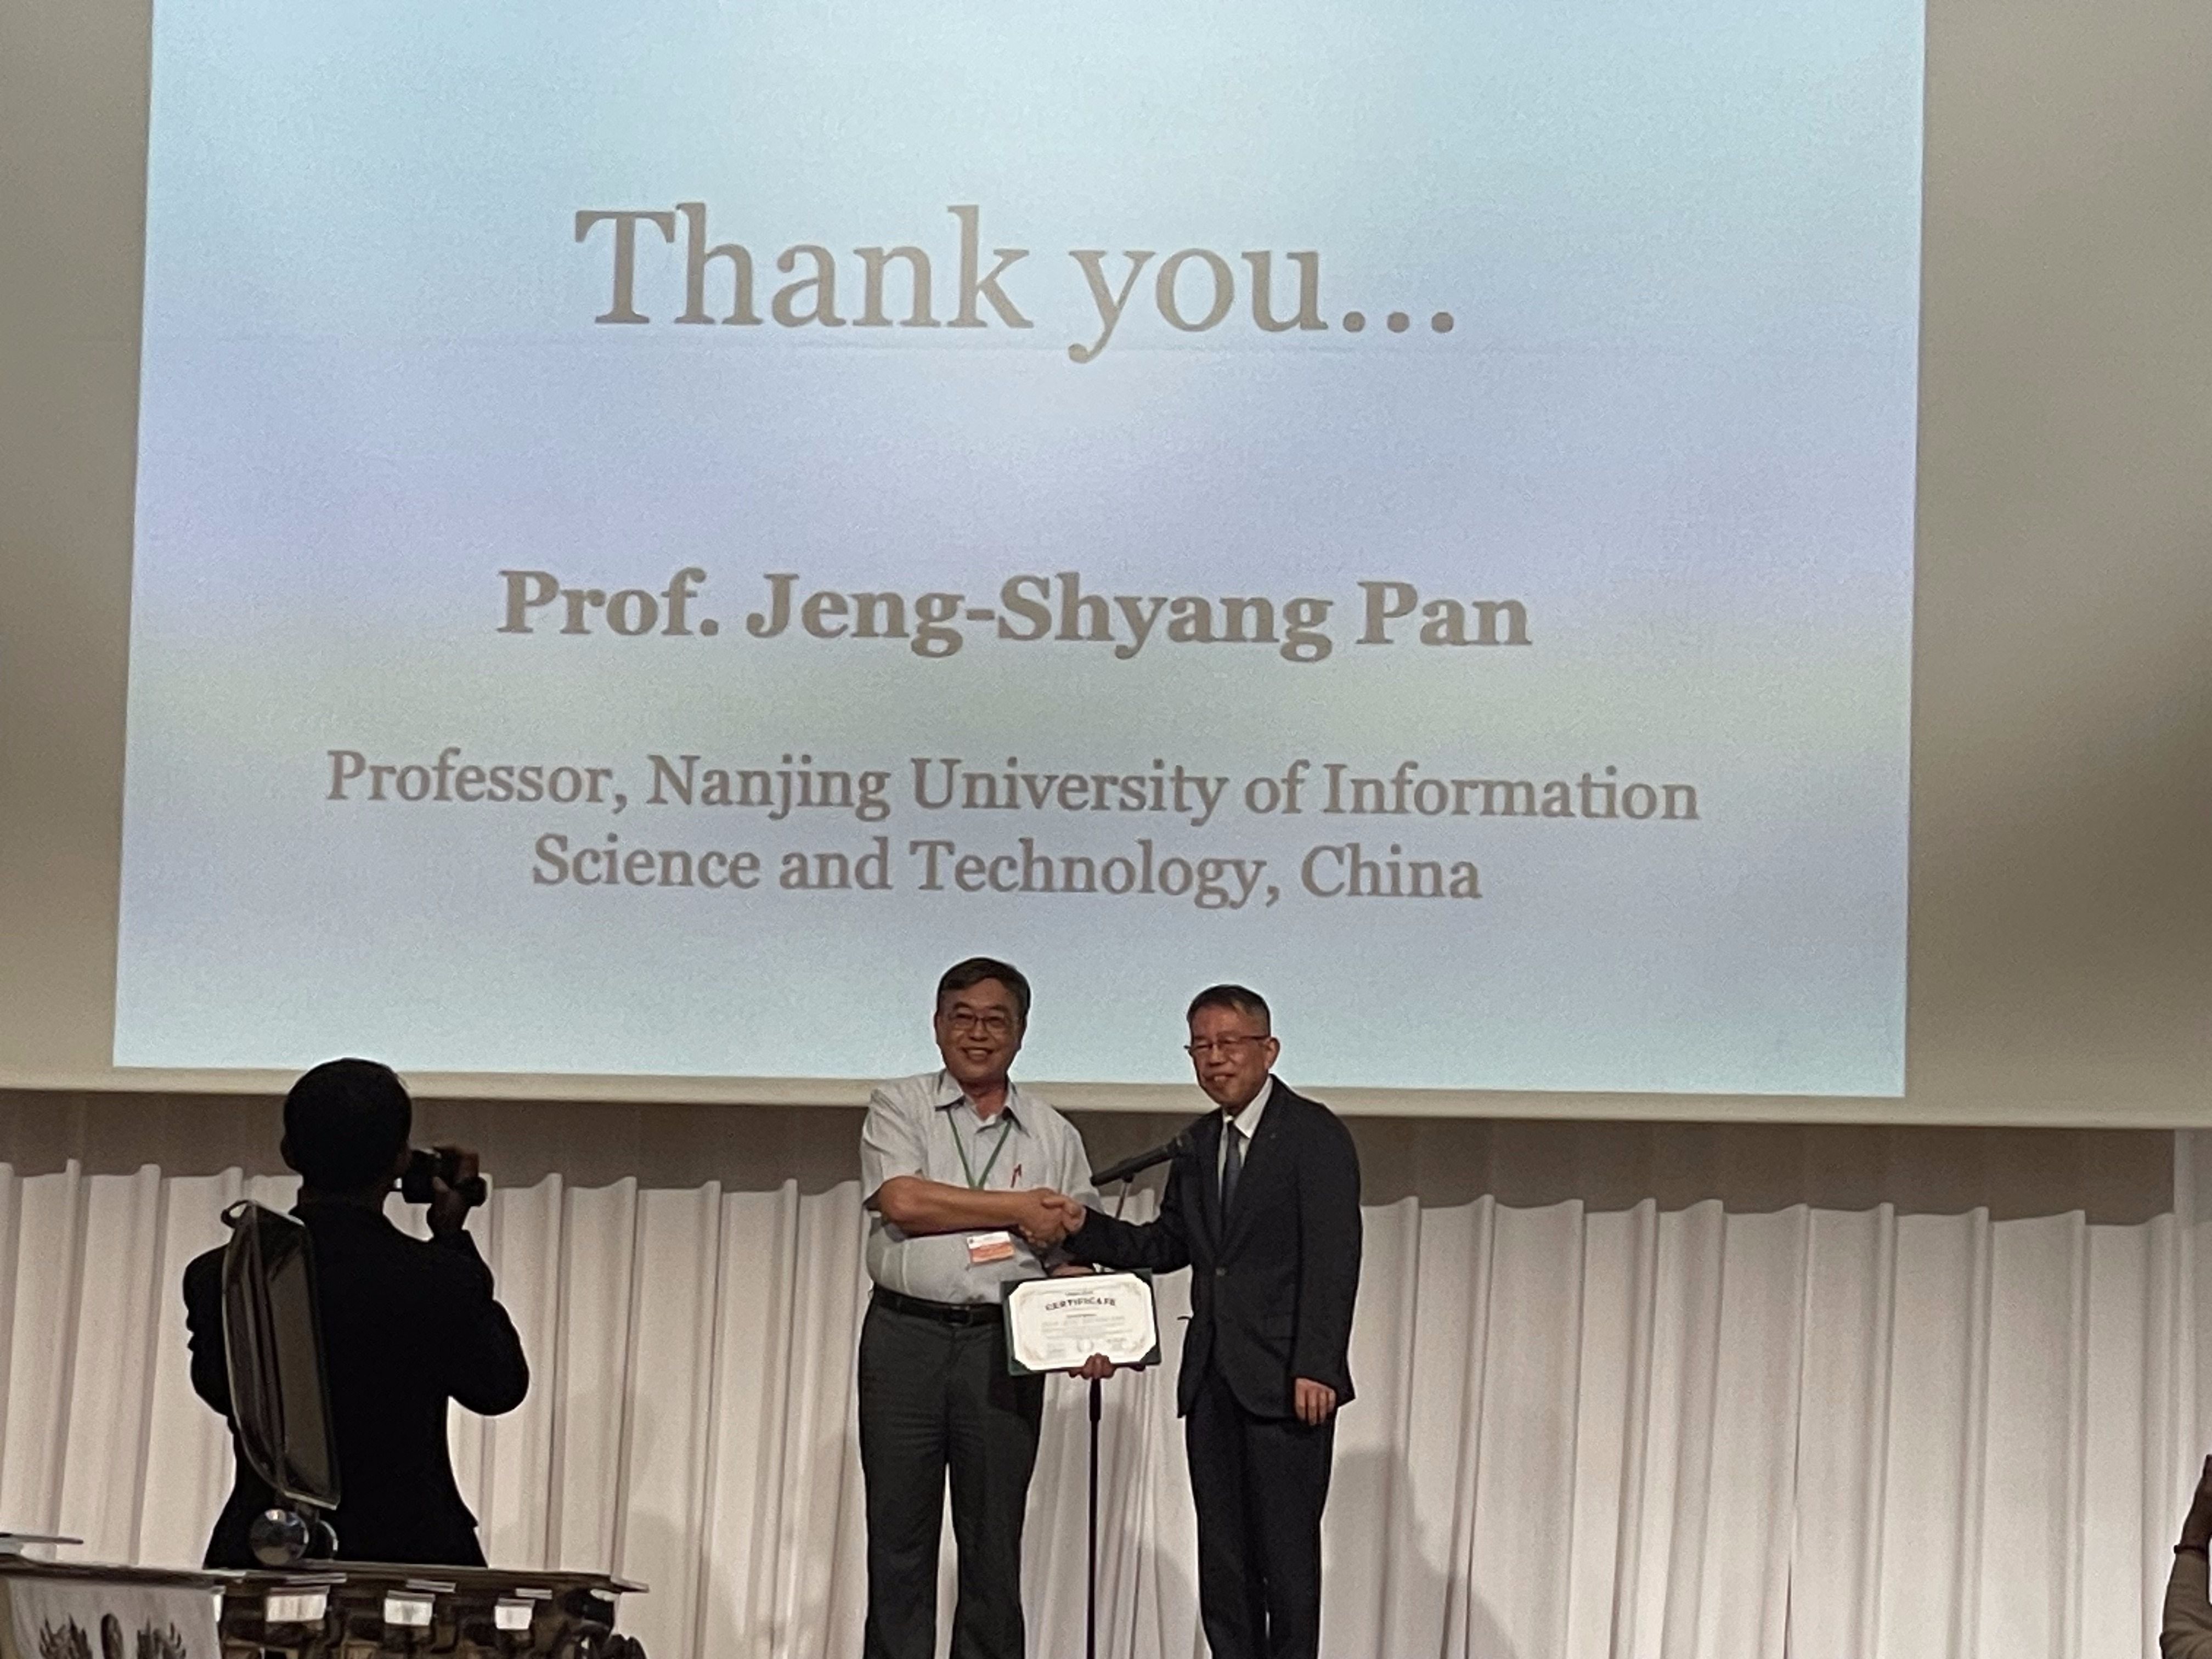 Thank you...
Prof. Jeng-Shyang Pan
Professor, Nanjing University of Information
Science and Technology, China
CERTIFICATE